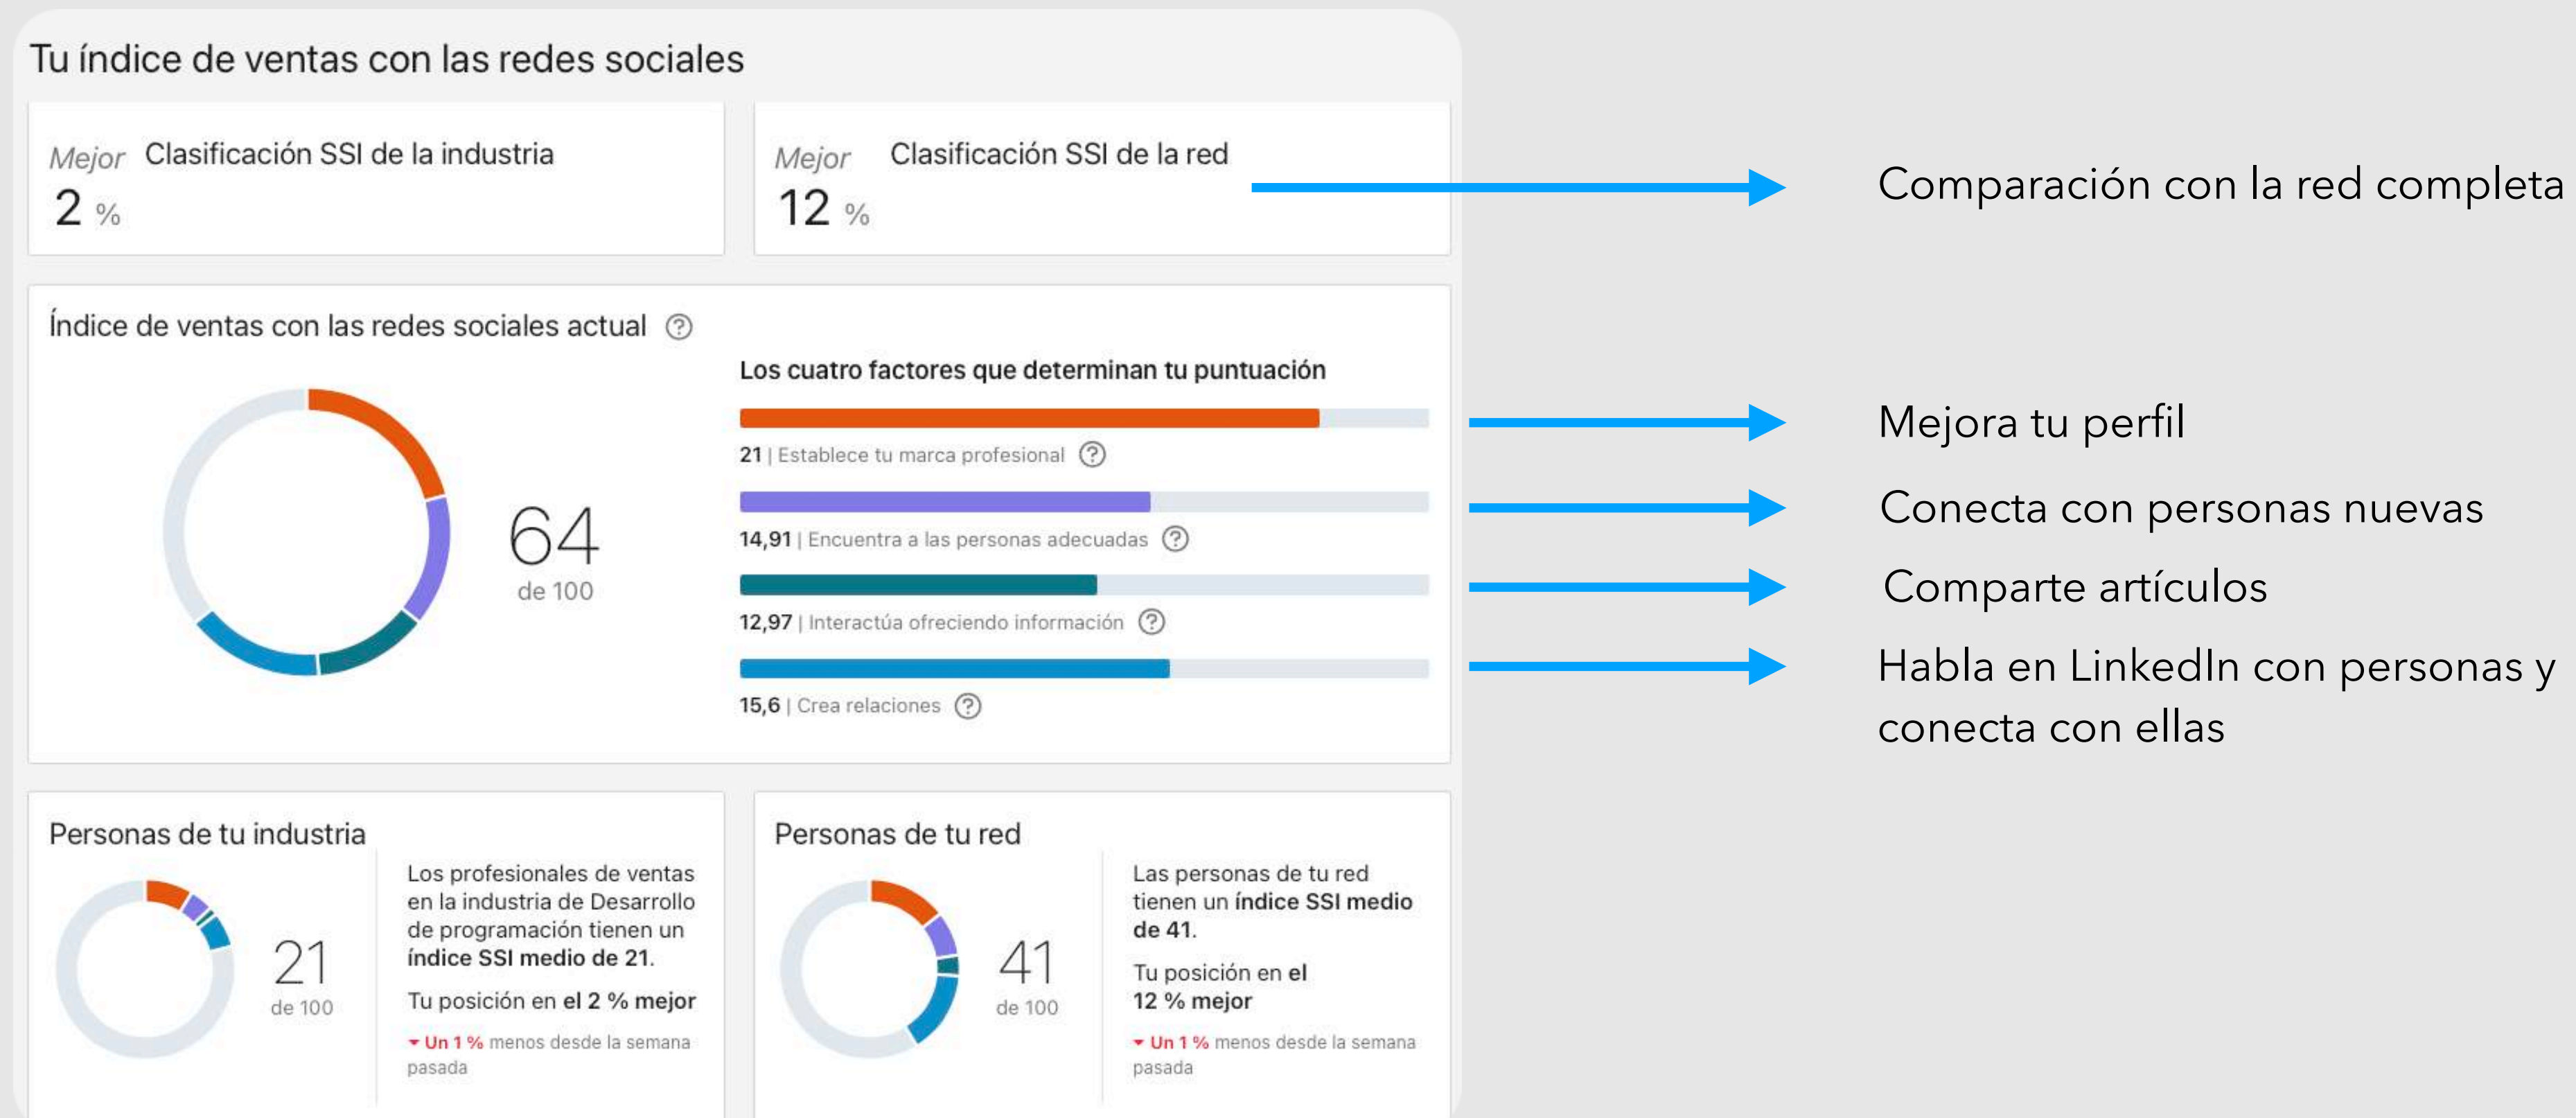 Tu índice de ventas con las redes sociales
Mejor Clasificación SSI de la industria
2 %
Mejor Clasificación SSI de la red
12 %
Comparación con la red completa
Índice de ventas con las redes sociales actual ?
64
de 100
Los cuatro factores que determinan tu puntuación
21 | Establece tu marca profesional ?
14,91 | Encuentra a las personas adecuadas ?
12,97 | Interactúa ofreciendo información ?
15,6 | Crea relaciones ?
Mejora tu perfil
Conecta con personas nuevas
Comparte artículos
Habla en LinkedIn con personas y
conecta con ellas
Personas de tu industria
21
de 100
Los profesionales de ventas
en la industria de Desarrollo
de programación tienen un
índice SSI medio de 21.
Tu posición en el 2 % mejor
Un 1 % menos desde la semana
pasada
Personas de tu red
41
de 100
Las personas de tu red
tienen un índice SSI medio
de 41.
Tu posición en el
12 % mejor
Un 1 % menos desde la semana
pasada